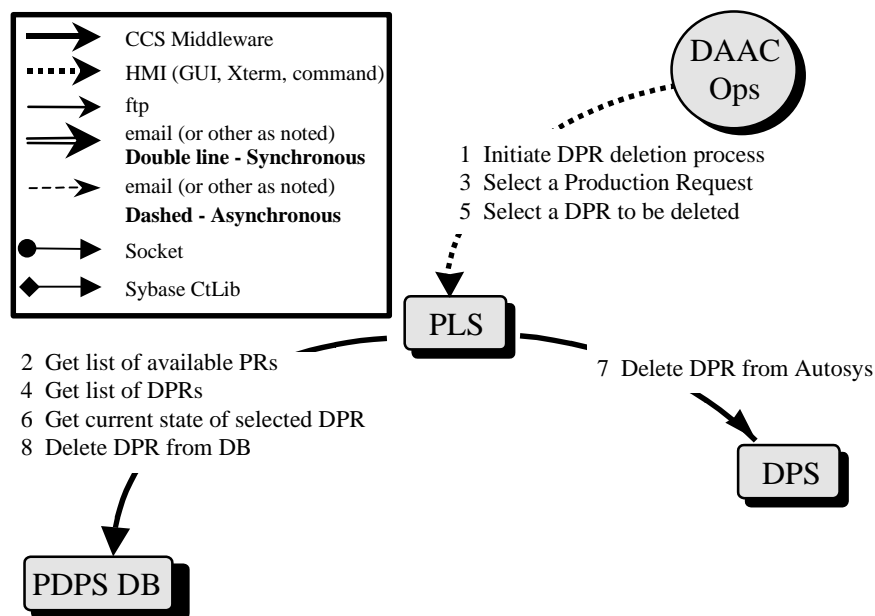 CCS Middleware
HMI (GUI, Xterm, command)
ftp
email (or other as noted)
Double line - Synchronous
email (or other as noted)
Dashed - Asynchronous
Socket
Sybase CtLib
DAAC
Ops
1 Initiate DPR deletion process
3 Select a Production Request
5 Select a DPR to be deleted
PLS
2 Get list of available PRs
4 Get list of DPRs
6 Get current state of selected DPR
8 Delete DPR from DB
7 Delete DPR from Autosys
DPS
PDPS DB